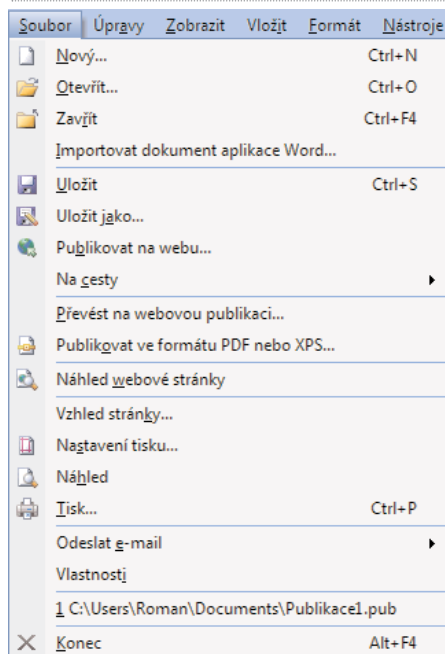 Soubor Úpravy Zobrazit Vložit Formát Nástroje
Nový... Ctrl+N
Otevřít... Ctrl+O
Zavřít Ctrl+F4
Importovat dokument aplikace Word...
Uložit Ctrl+S
Uložit jako...
Publikovat na webu...
Na cesty
Převést na webovou publikaci...
Publikovat ve formátu PDF nebo XPS...
Náhled webové stránky
Vzhled stránky...
Nastavení tisku...
Náhled
Tisk... Ctrl+P
Odeslat e-mail
Vlastnosti
1 C:\Users\Roman\Documents\Publikace1.pub
Konec Alt+F4